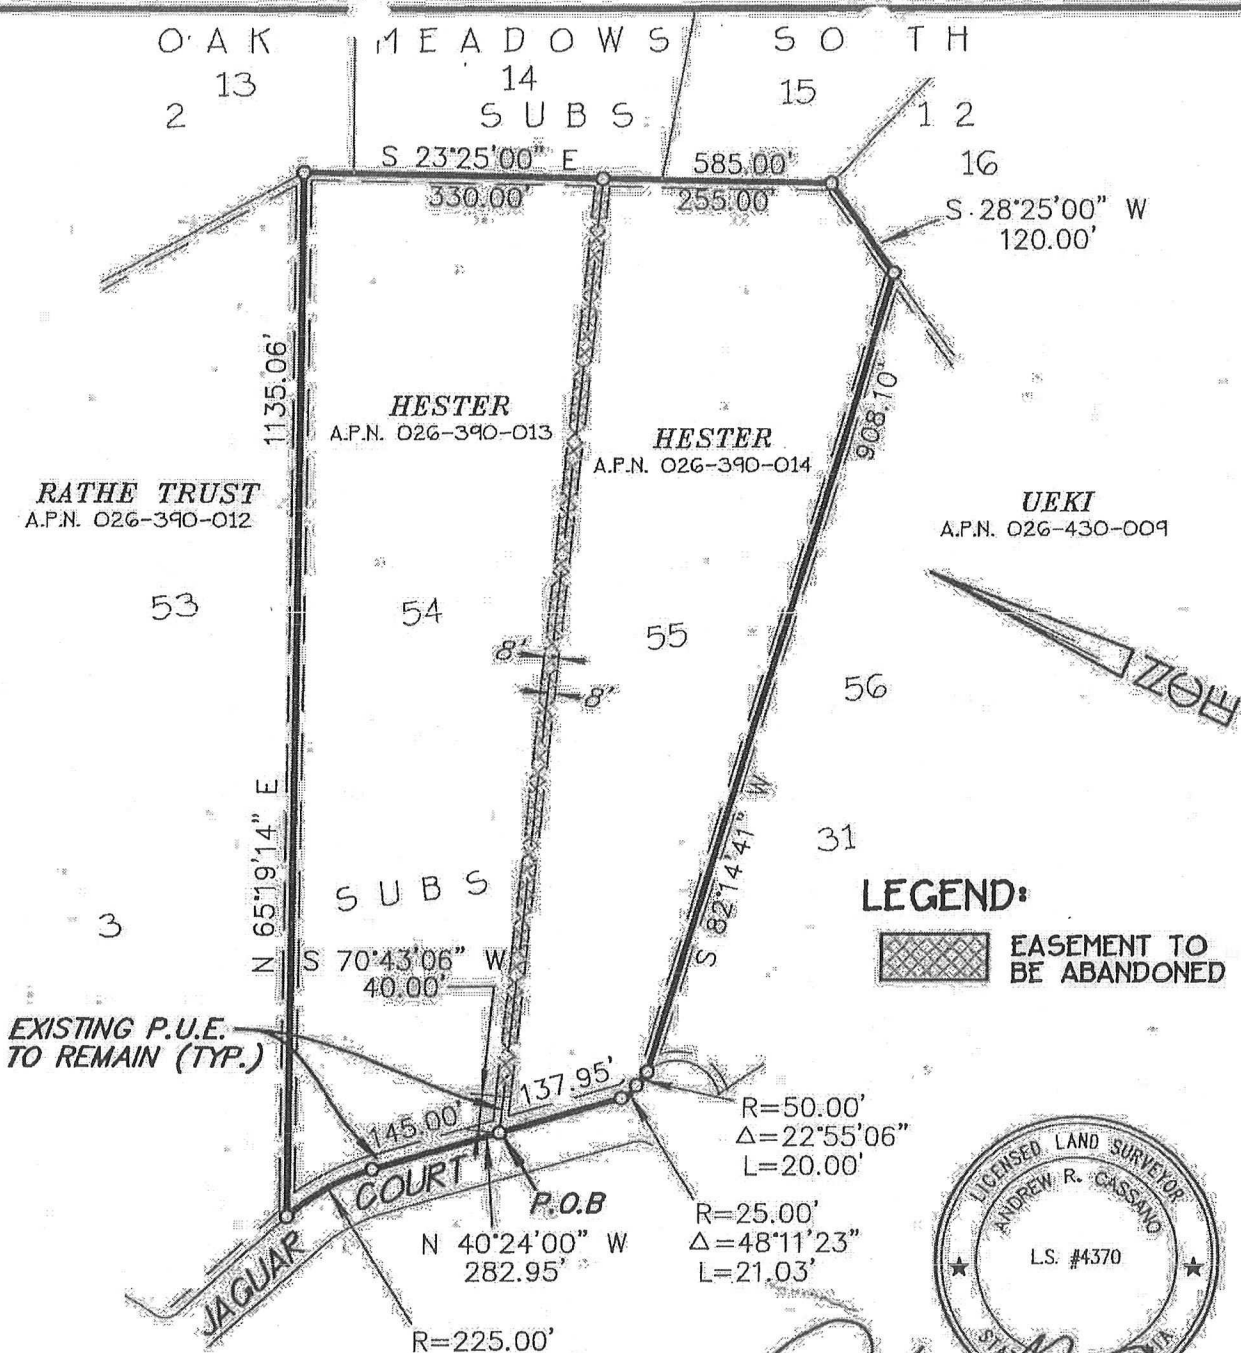 O A K MEADOWS SO TH
13
14
15
2
SUBS.
12
S 23°25'00" E
585.00'
16
330.00'
255.00'
S 28°25'00" W
120.00'
1135.06'
908.10'
HESTER
A.P.N. 026-390-013
HESTER
A.P.N. 026-390-014
RATHE TRUST
A.P.N. 026-390-012
UEKI
A.P.N. 026-430-009
53
54
55
8'
8'
56
N 65°19'14" E
S 82°14'41" W
31
SUBS
3
LEGEND:
EASEMENT TO
BE ABANDONED
S 70°43'06" W
40.00'
EXISTING P.U.E.
TO REMAIN (TYP.)
137.95'
145.00'
R=50.00'
Δ=22°55'06"
L=20.00'
JAGUAR COURT
P.O.B
R=25.00'
Δ=48°11'23"
L=21.03'
N 40°24'00" W
282.95'
R=225.00'
LICENSED LAND SURVEYOR
ANDREW R. CASSANO
L.S. #4370